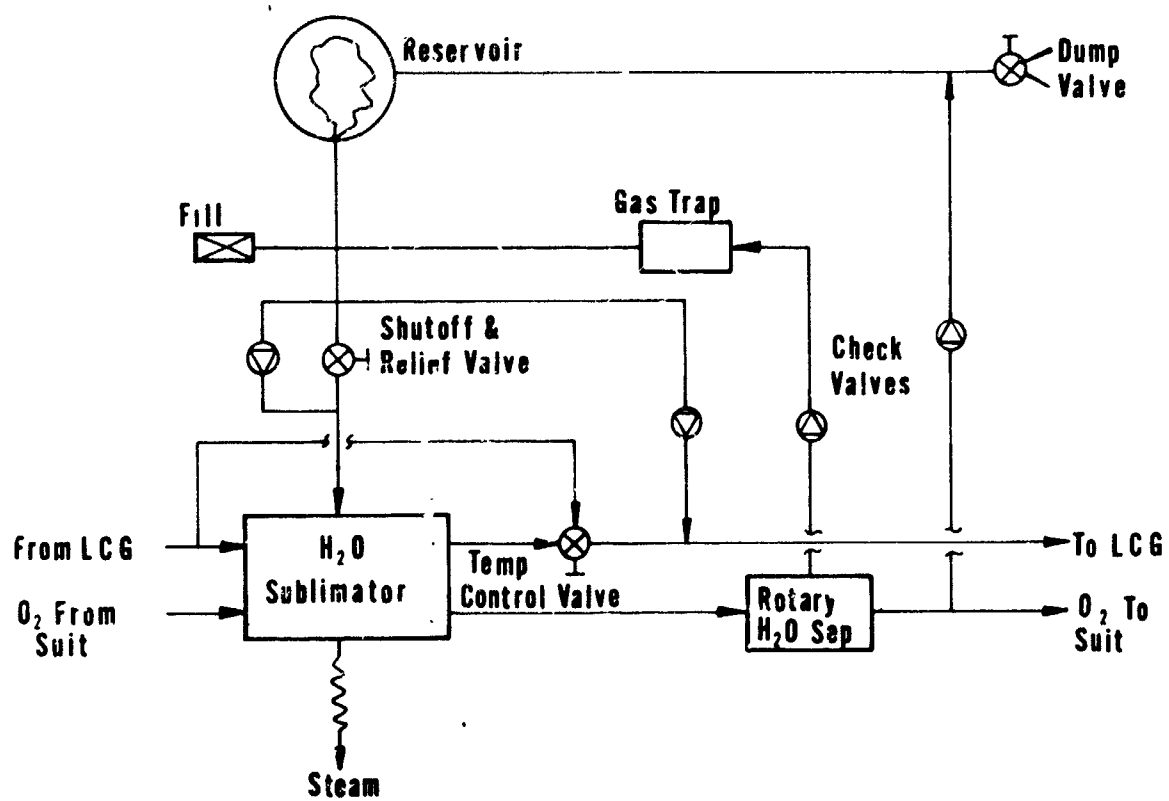 Reservoir
Dump
Valve
Fill
Gas Trap
Shutoff &
Relief Valve
Check
Valves
From LCG
H₂O
Sublimator
Temp
Control Valve
To LCG
O₂ From
Suit
Rotary
H₂O Sep
O₂ To
Suit
Steam